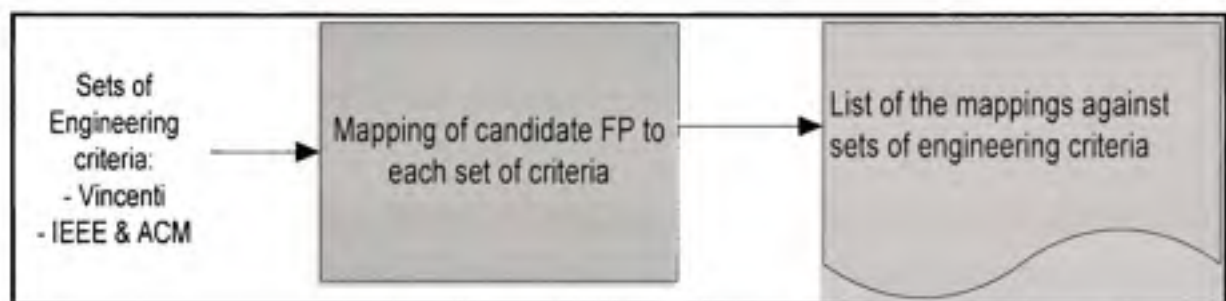 Sets of
Engineering
criteria:
- Vincenti
- IEEE & ACM
Mapping of candidate FP to
each set of criteria
List of the mappings against
sets of engineering criteria